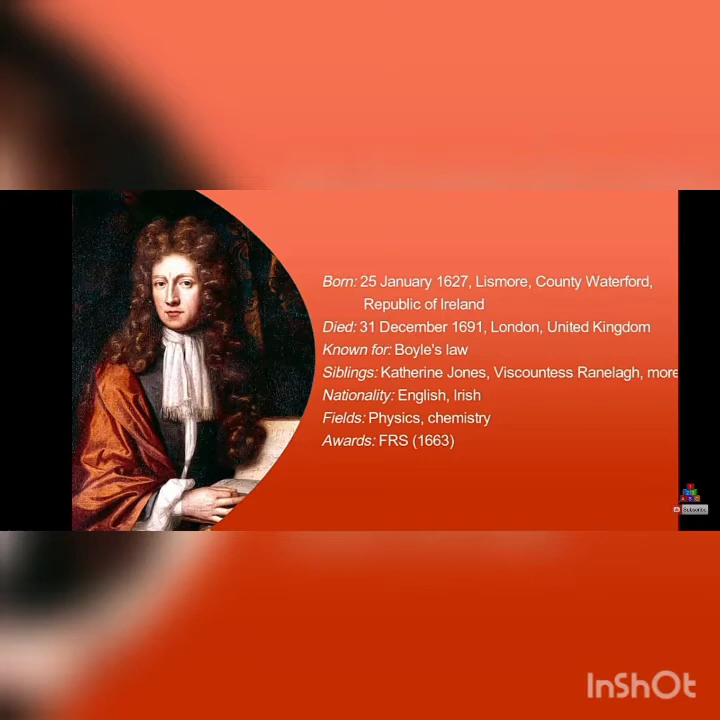 Born: 25 January 1627, Lismore, County Waterford,
Republic of Ireland
Died: 31 December 1691, London, United Kingdom
Known for: Boyle's law
Siblings: Katherine Jones, Viscountess Ranelagh, more
Nationality: English, Irish
Fields: Physics, chemistry
Awards: FRS (1663)
Subscribe
InShOt